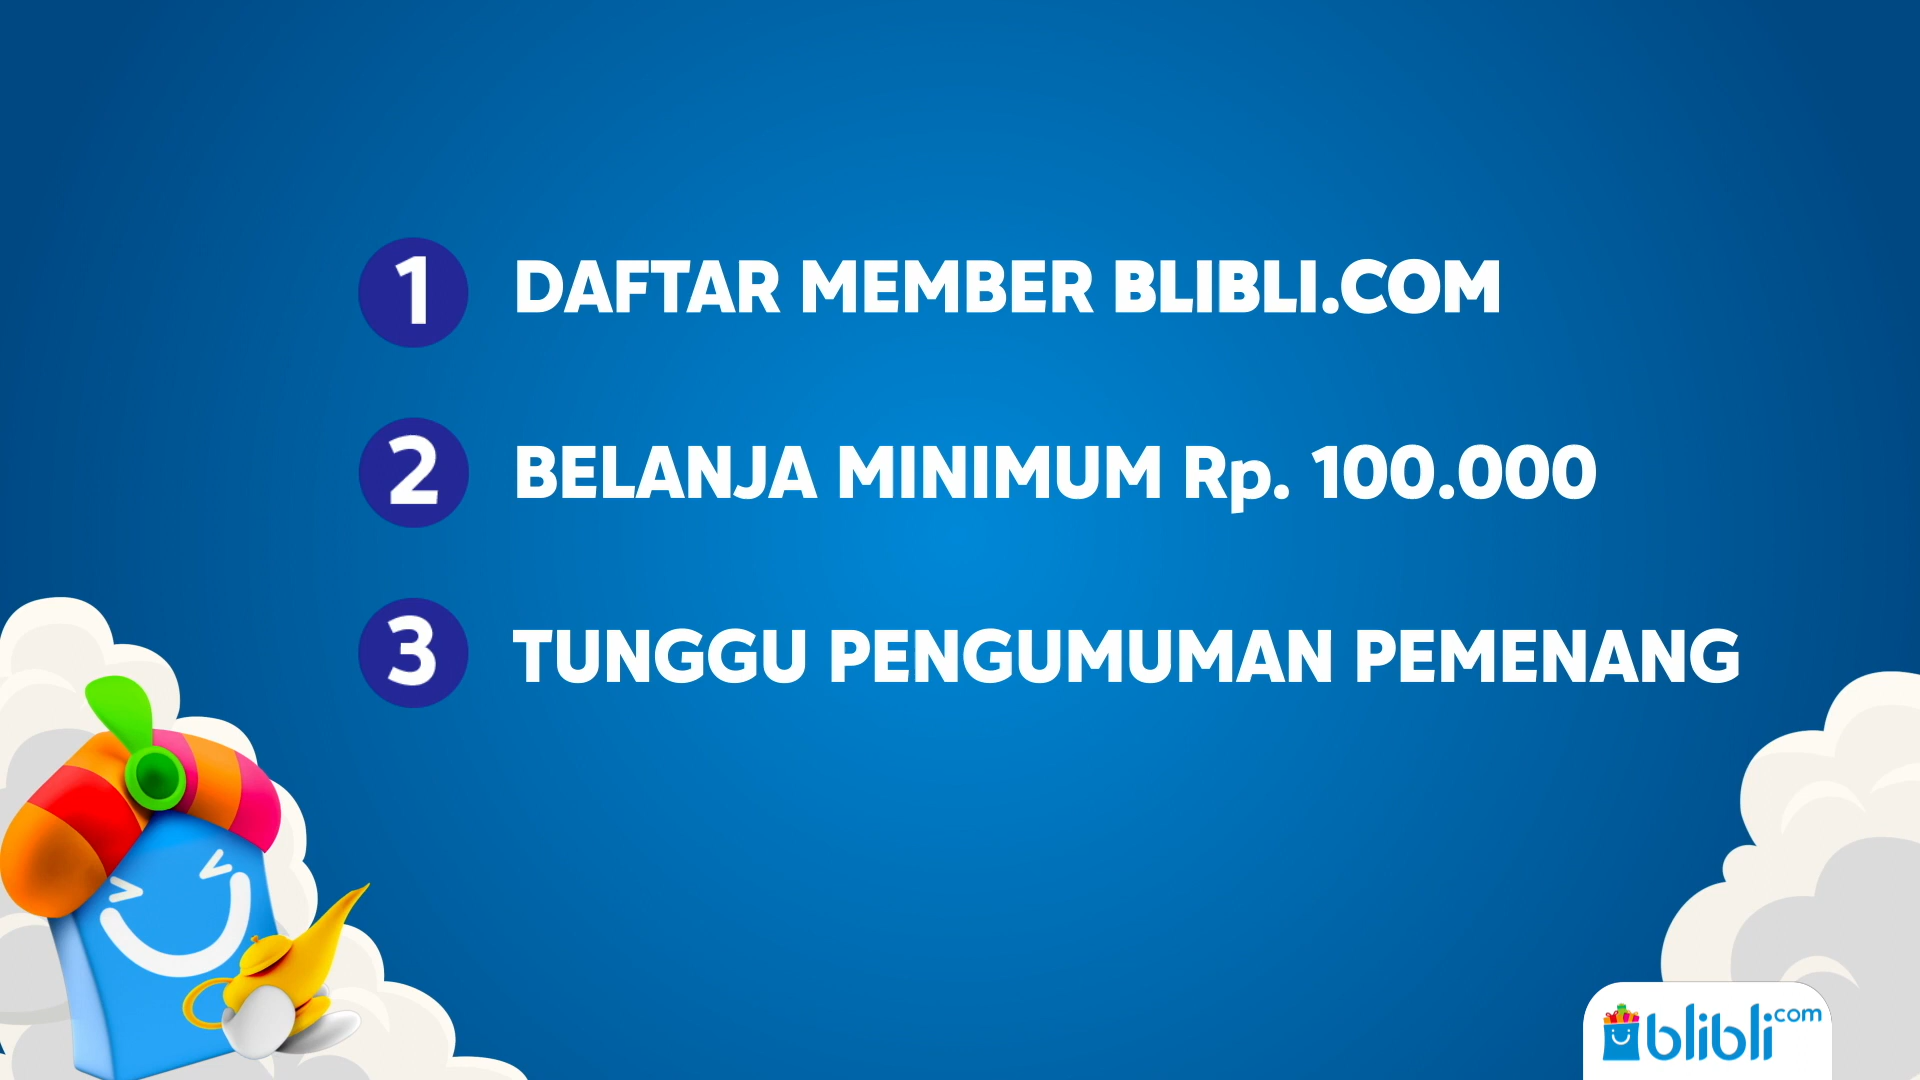 1 DAFTAR MEMBER BLIBLI.COM
2 BELANJA MINIMUM Rp. 100.000
3 TUNGGU PENGUMUMAN PEMENANG
blibli.com